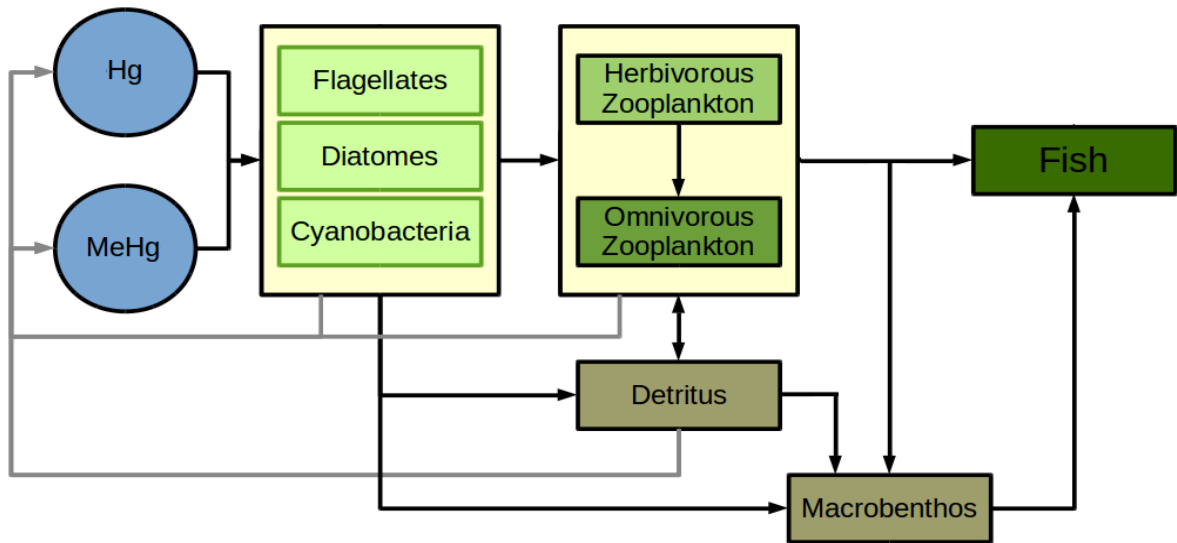 Hg
MeHg
Flagellates
Diatomes
Cyanobacteria
Herbivorous
Zooplankton
Omnivorous
Zooplankton
Detritus
Macrobenthos
Fish